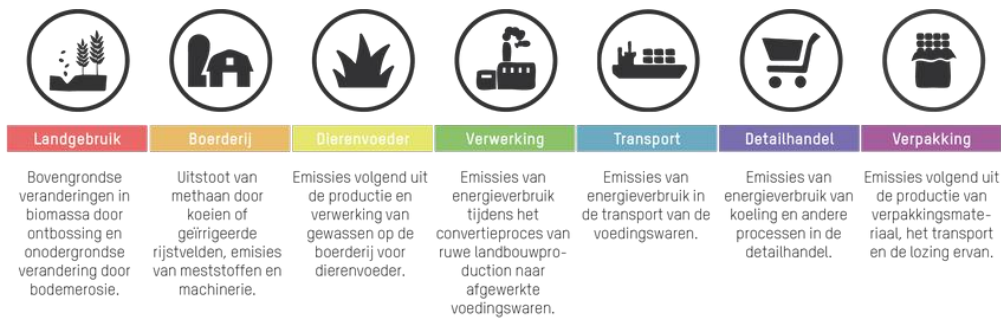 Landgebruik
Bovengrondse
veranderingen in
biomassa door
ontbossing en
onodergrondse
verandering door
bodemerosie.
Boerderij
Uitstoot van
methaan door
koeien of
geïrrigeerde
rijstvelden, emisies
van meststoffen en
machinerie.
Dierenvoeder
Emissies volgend uit
de productie en
verwerking van
gewassen op de
boerderij voor
dierenvoeder.
Verwerking
Emissies van
energieverbruik
tijdens het
convertieproces van
ruwe landbouwpro-
duction naar
afgewerkte
voedingswaren.
Transport
Emissies van
energieverbruik in
de transport van de
voedingswaren.
Detailhandel
Emissies van
energieverbruik van
koeling en andere
processen in de
detailhandel.
Verpakking
Emissies volgend uit
de productie van
verpakkingsmate-
riaal, het transport
en de lozing ervan.